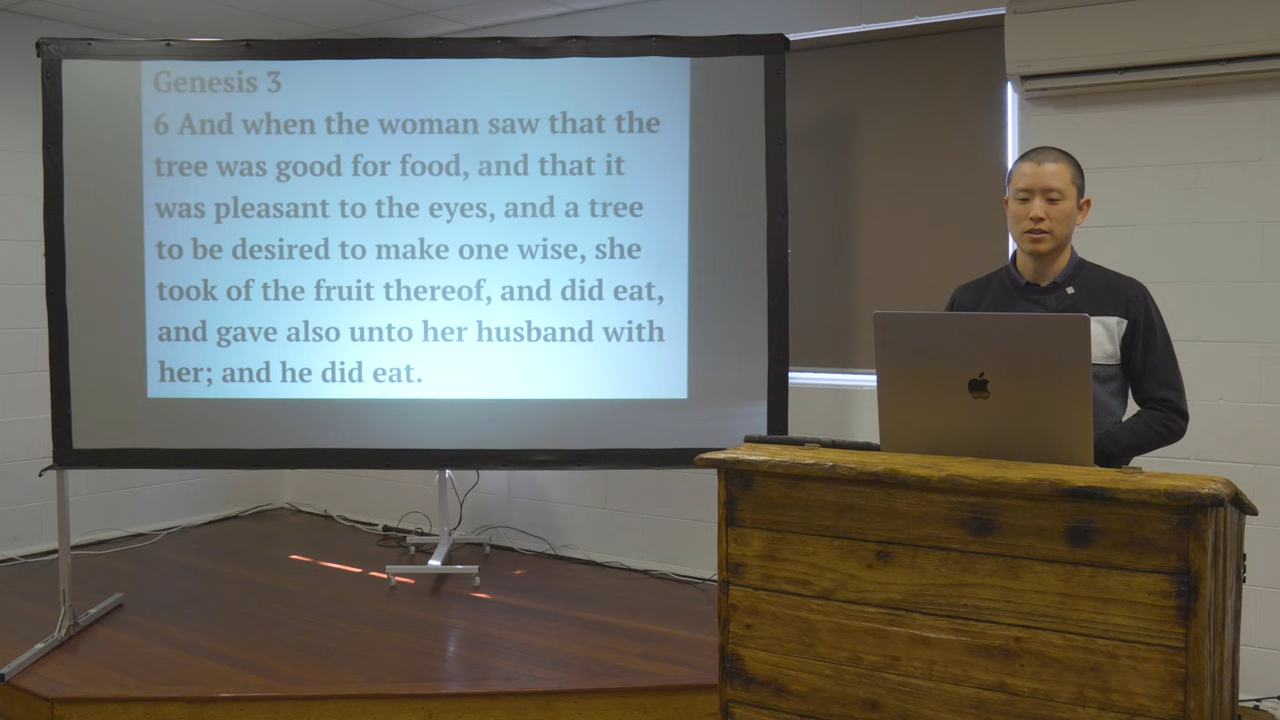 Genesis 3
6 And when the woman saw that the
tree was good for food, and that it
was pleasant to the eyes, and a tree
to be desired to make one wise, she
took of the fruit thereof, and did eat,
and gave also unto her husband with
her; and he did eat.